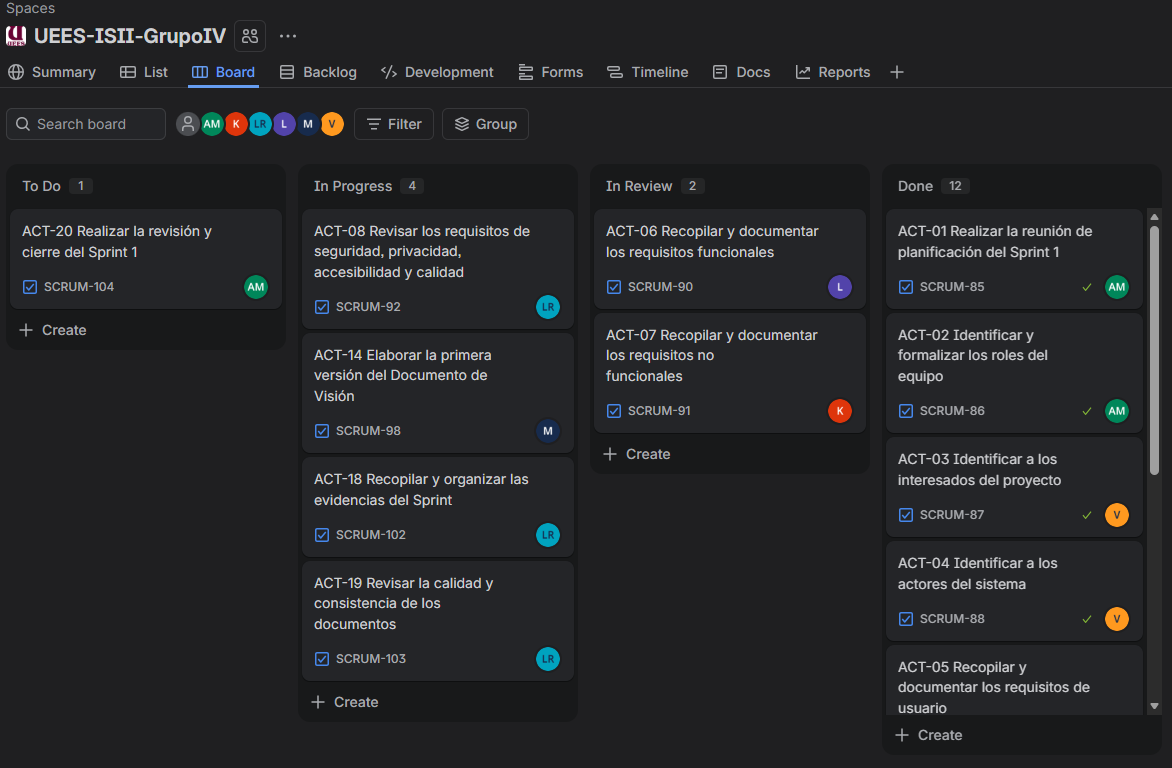 Spaces
UEES-ISII-GrupoIV
Summary
List
Board
Backlog
Development
Forms
Timeline
Docs
Reports
Search board
AM
K
LR
L
M
V
Filter
Group
To Do 1
ACT-20 Realizar la revisión y
cierre del Sprint 1
SCRUM-104
AM
Create
In Progress 4
ACT-08 Revisar los requisitos de
seguridad, privacidad,
accesibilidad y calidad
SCRUM-92
LR
ACT-14 Elaborar la primera
versión del Documento de
Visión
SCRUM-98
M
ACT-18 Recopilar y organizar las
evidencias del Sprint
SCRUM-102
LR
ACT-19 Revisar la calidad y
consistencia de los
documentos
SCRUM-103
LR
Create
In Review 2
ACT-06 Recopilar y documentar
los requisitos funcionales
SCRUM-90
L
ACT-07 Recopilar y documentar
los requisitos no
funcionales
SCRUM-91
K
Create
Done 12
ACT-01 Realizar la reunión de
planificación del Sprint 1
SCRUM-85
AM
ACT-02 Identificar y
formalizar los roles del
equipo
SCRUM-86
AM
ACT-03 Identificar a los
interesados del proyecto
SCRUM-87
V
ACT-04 Identificar a los
actores del sistema
SCRUM-88
V
ACT-05 Recopilar y
documentar los requisitos de
usuario
Create